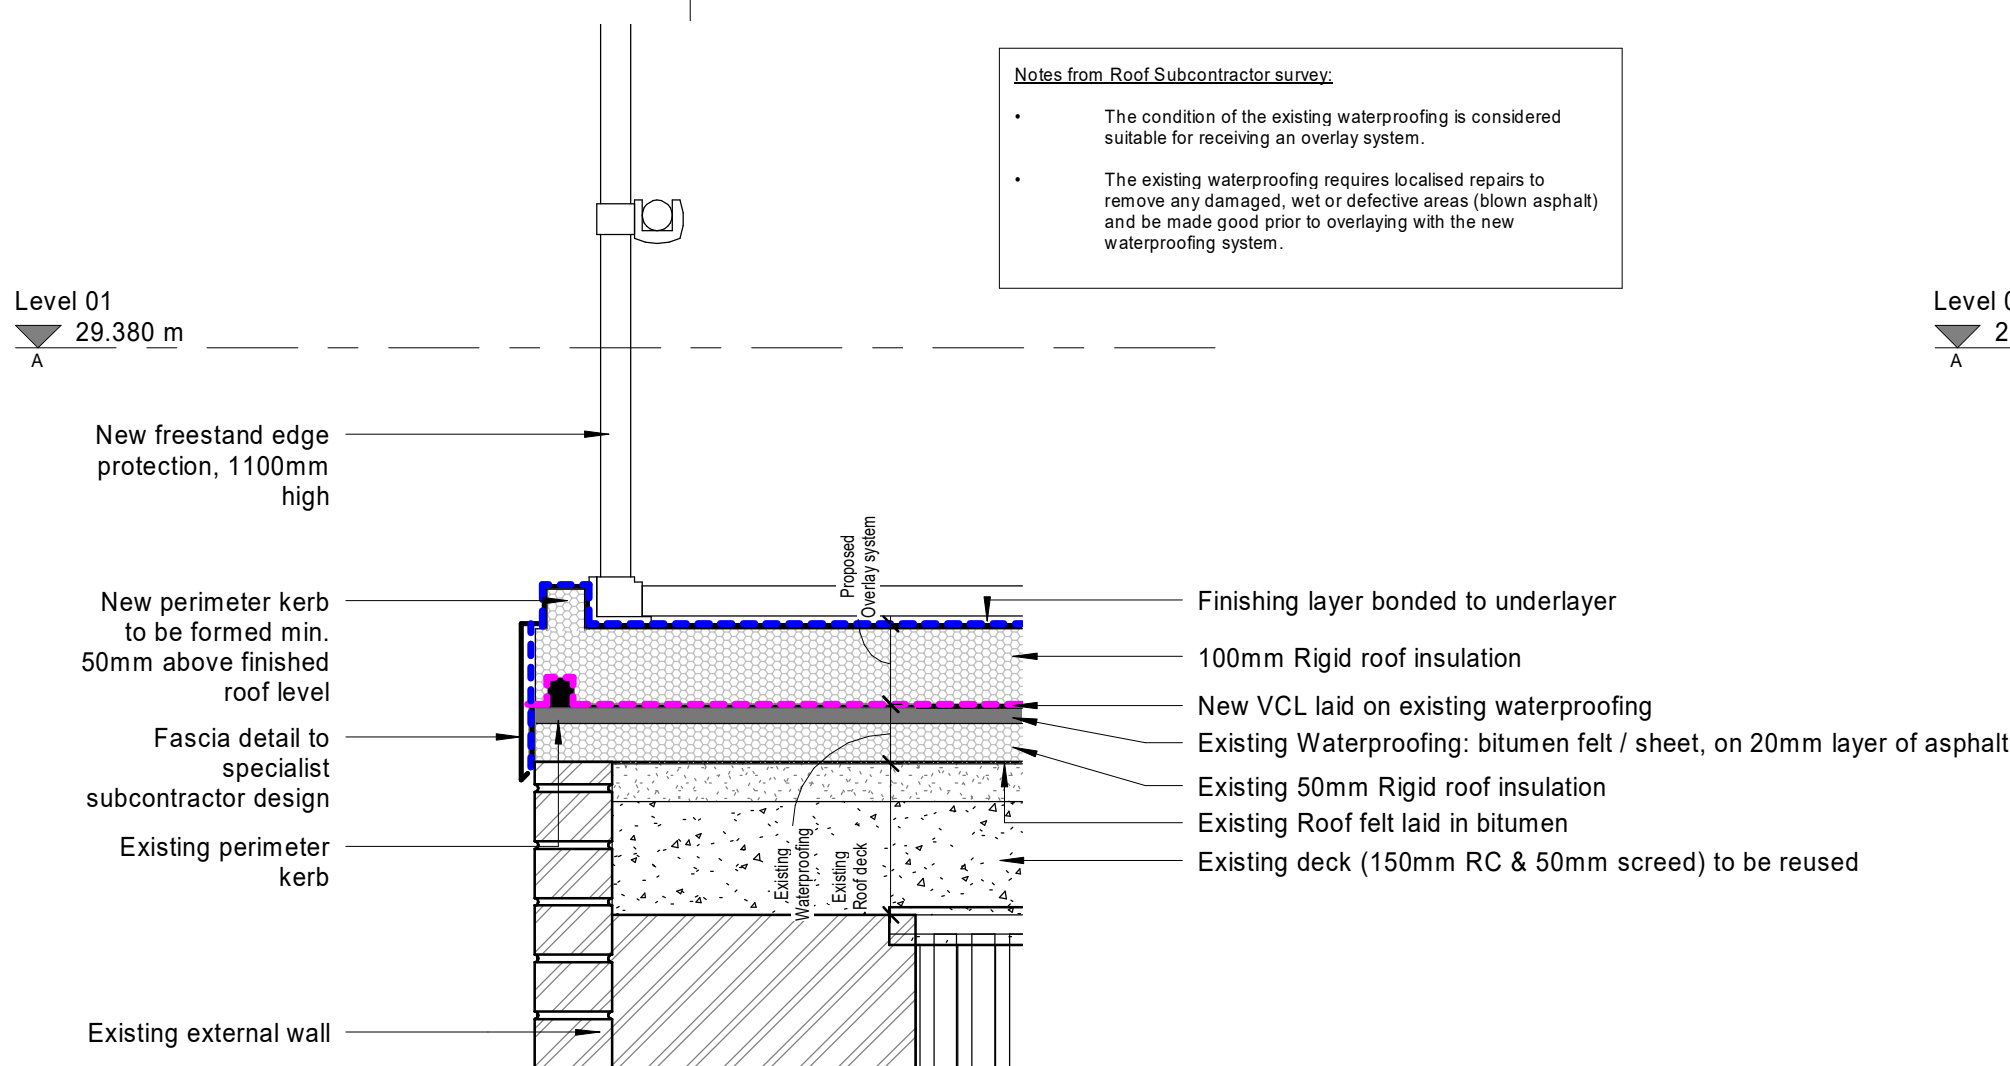 Notes from Roof Subcontractor survey:
• The condition of the existing waterproofing is considered
suitable for receiving an overlay system.
• The existing waterproofing requires localised repairs to
remove any damaged, wet or defective areas (blown asphalt)
and be made good prior to overlaying with the new
waterproofing system.
Level 01
29.380 m
A
Level 0
2
A
New freestand edge
protection, 1100mm
high
New perimeter kerb
to be formed min.
50mm above finished
roof level
Fascia detail to
specialist
subcontractor design
Existing perimeter
kerb
Existing external wall
Proposed
Overlay system
Existing
Waterproofing
Existing
Roof deck
Finishing layer bonded to underlayer
100mm Rigid roof insulation
New VCL laid on existing waterproofing
Existing Waterproofing: bitumen felt / sheet, on 20mm layer of asphalt
Existing 50mm Rigid roof insulation
Existing Roof felt laid in bitumen
Existing deck (150mm RC & 50mm screed) to be reused